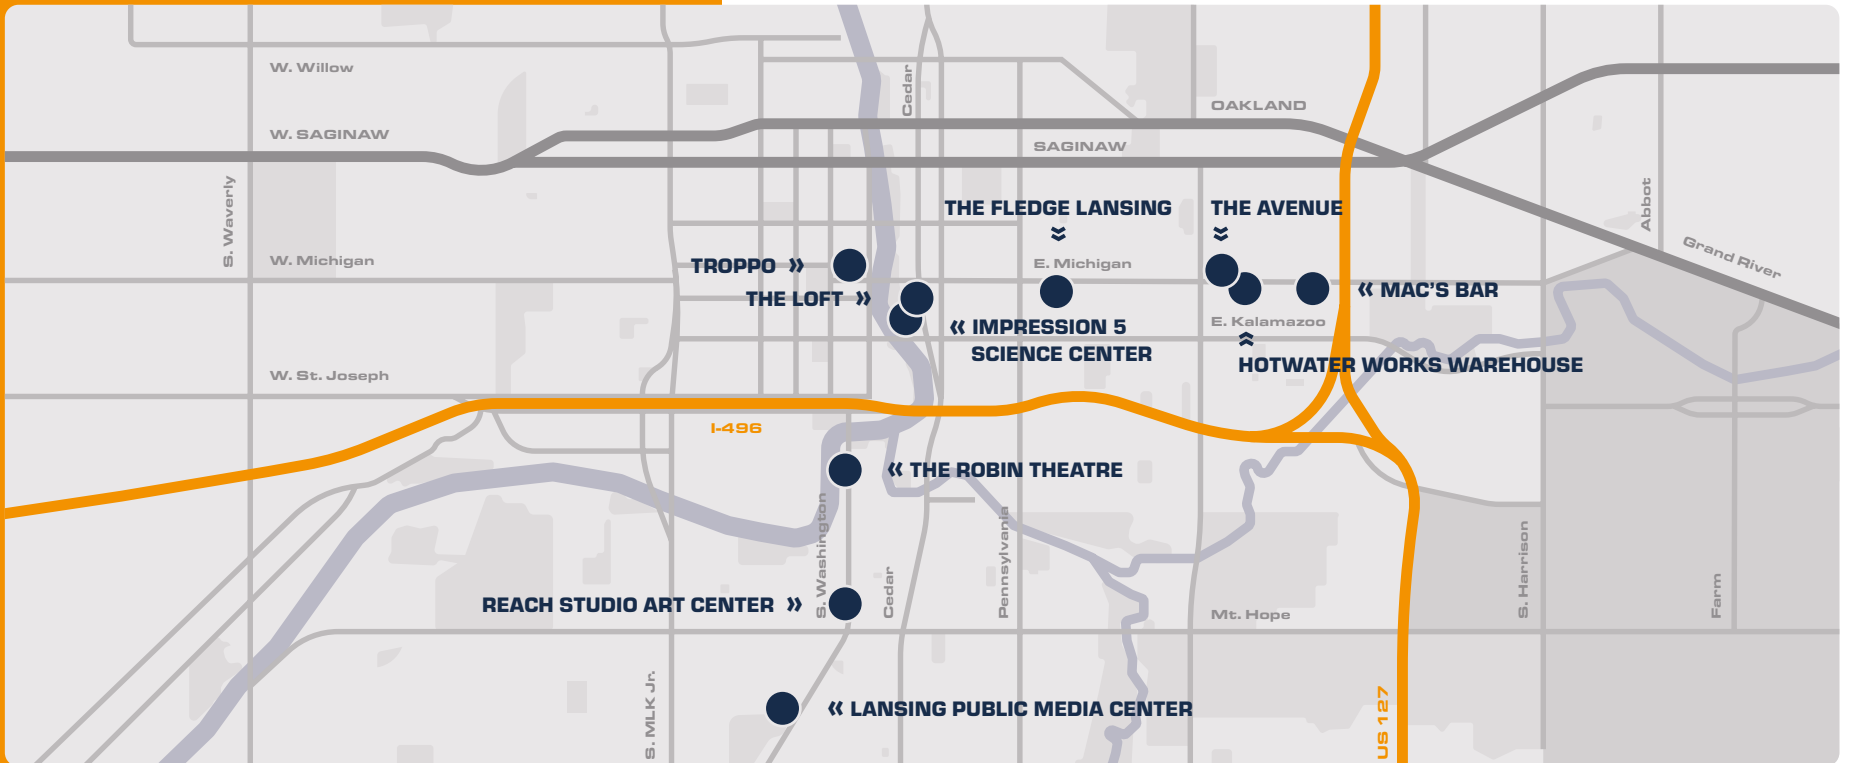 W. Willow
Cedar
OAKLAND
W. SAGINAW
SAGINAW
S. Waverly
Abbot
THE FLEDGE LANSING
THE AVENUE
Grand River
W. Michigan
TROPPO »
E. Michigan
THE LOFT »
« MAC'S BAR
« IMPRESSION 5
SCIENCE CENTER
E. Kalamazoo
HOTWATER WORKS WAREHOUSE
W. St. Joseph
I-496
« THE ROBIN THEATRE
S. Washington
Cedar
Pennsylvania
S. Harrison
Farm
REACH STUDIO ART CENTER »
Mt. Hope
S. MLK Jr.
« LANSING PUBLIC MEDIA CENTER
US 127